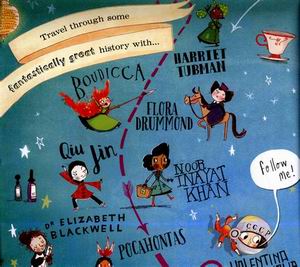 Travel through some
fantastically great history with...
HARRIET
TUBMAN
BOUDICCA
FLORA
DRUMMOND
Qiu
Jin
NOOR
INAYAT
KHAN
Follow
me!
DR ELIZABETH
BLACKWELL
CCCP
POCAHONTAS
VALENTINA